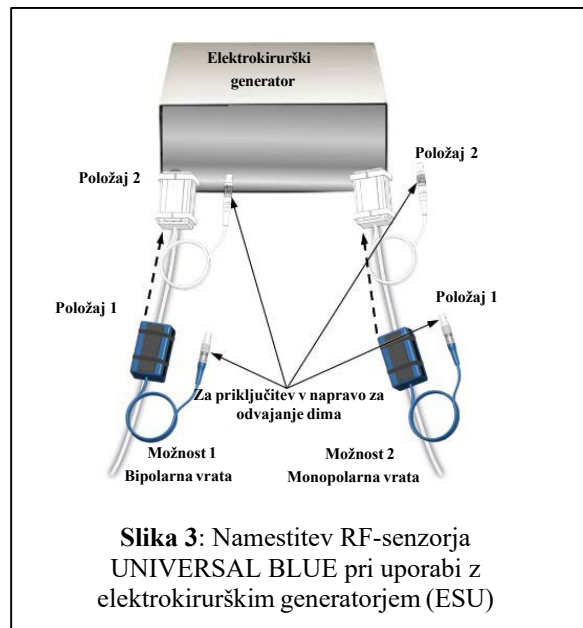 Elektrokirurški
generator
Položaj 2
Položaj 2
Položaj 1
Položaj 1
Za priključitev v napravo za
odvajanje dima
Možnost 1
Bipolarna vrata
Možnost 2
Monopolarna vrata
Slika 3: Namestitev RF-senzorja
UNIVERSAL BLUE pri uporabi z
elektrokirurškim generatorjem (ESU)